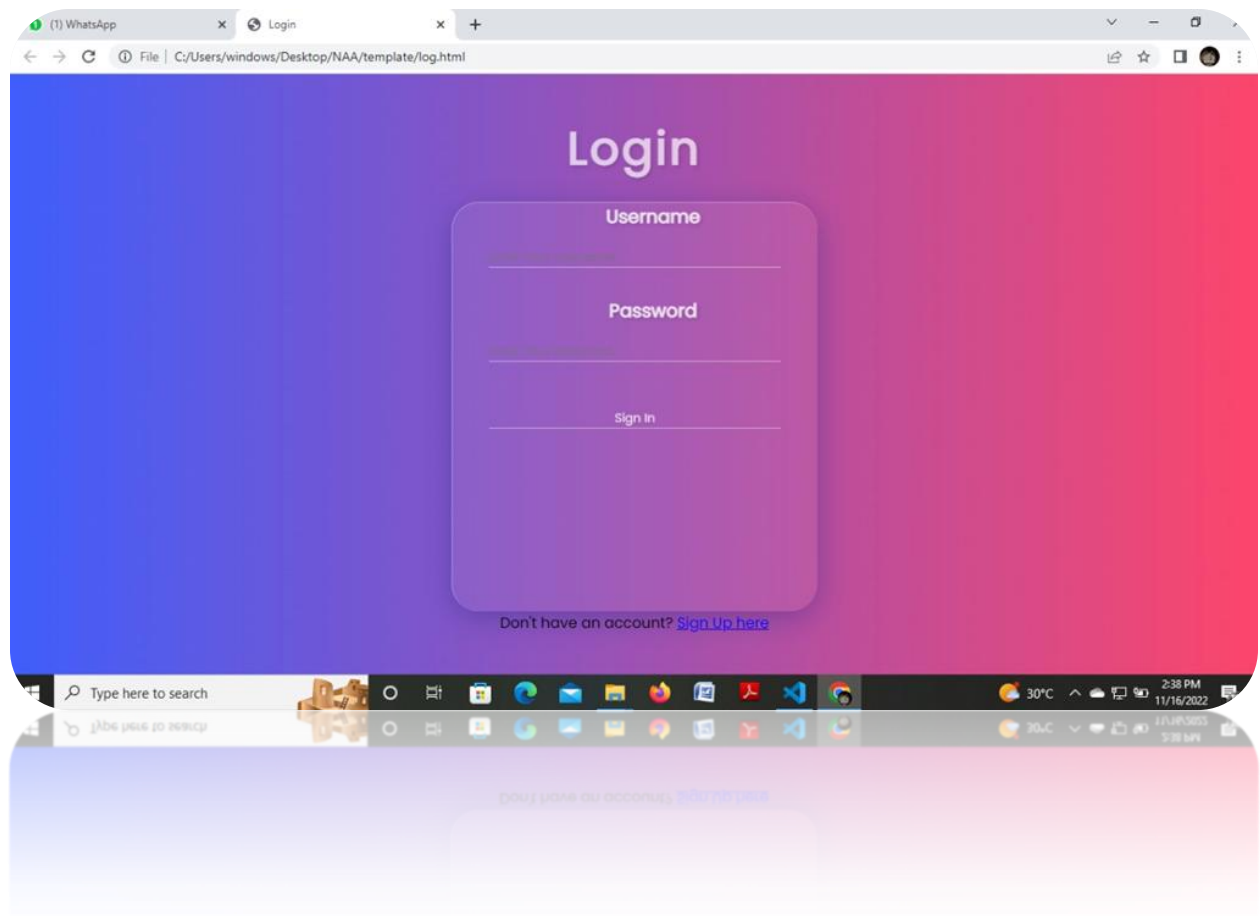 (1) WhatsApp
Login
File | C:/Users/windows/Desktop/NAA/template/log.html
Login
Username
Password
Sign In
Don't have an account? Sign Up here
Type here to search
30°C
2:38 PM
11/16/2022